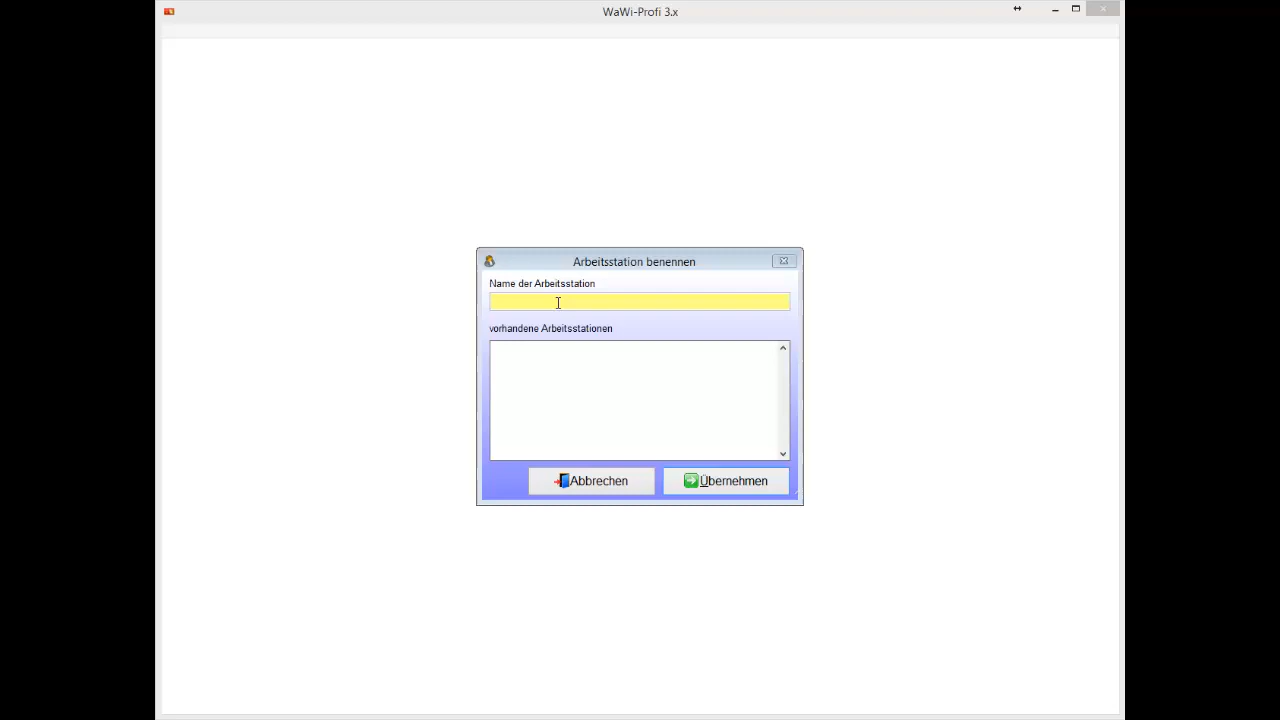 WaWi-Profi 3.x
Arbeitsstation benennen
Name der Arbeitsstation
vorhandene Arbeitsstationen
Abbrechen
Übernehmen